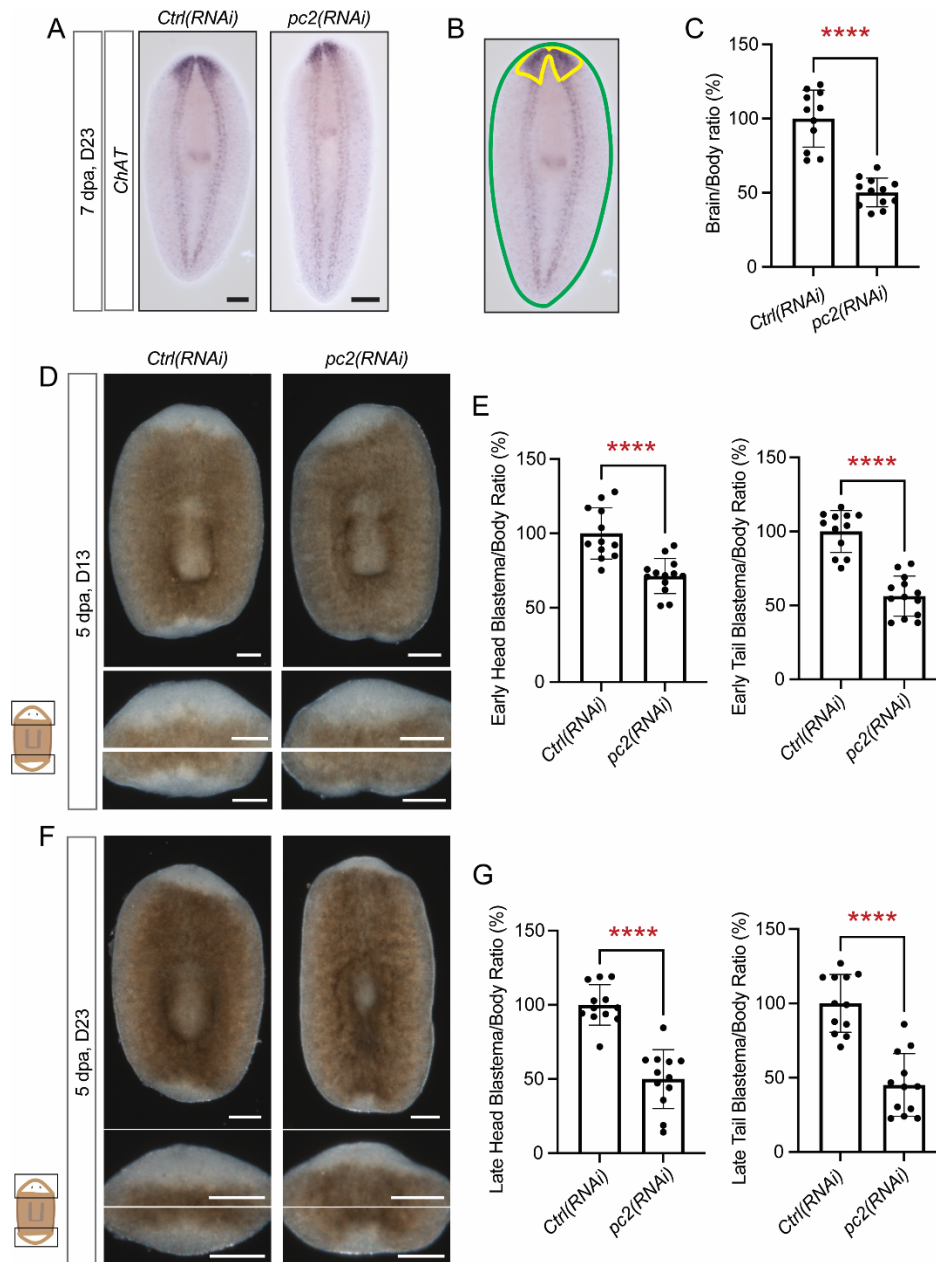 A
Ctrl(RNAi)
pc2(RNAi)
7 dpa, D23
ChAT
B
C
Brain/Body ratio (%)
150
100
50
0
****
Ctrl(RNAi)
pc2(RNAi)
D
Ctrl(RNAi)
pc2(RNAi)
5 dpa, D13
E
Early Head Blastema/Body Ratio (%)
150
100
50
0
****
Ctrl(RNAi)
pc2(RNAi)
Early Tail Blastema/Body Ratio (%)
150
100
50
0
****
Ctrl(RNAi)
pc2(RNAi)
F
5 dpa, D23
G
Late Head Blastema/Body Ratio (%)
150
100
50
0
****
Ctrl(RNAi)
pc2(RNAi)
Late Tail Blastema/Body Ratio (%)
150
100
50
0
****
Ctrl(RNAi)
pc2(RNAi)